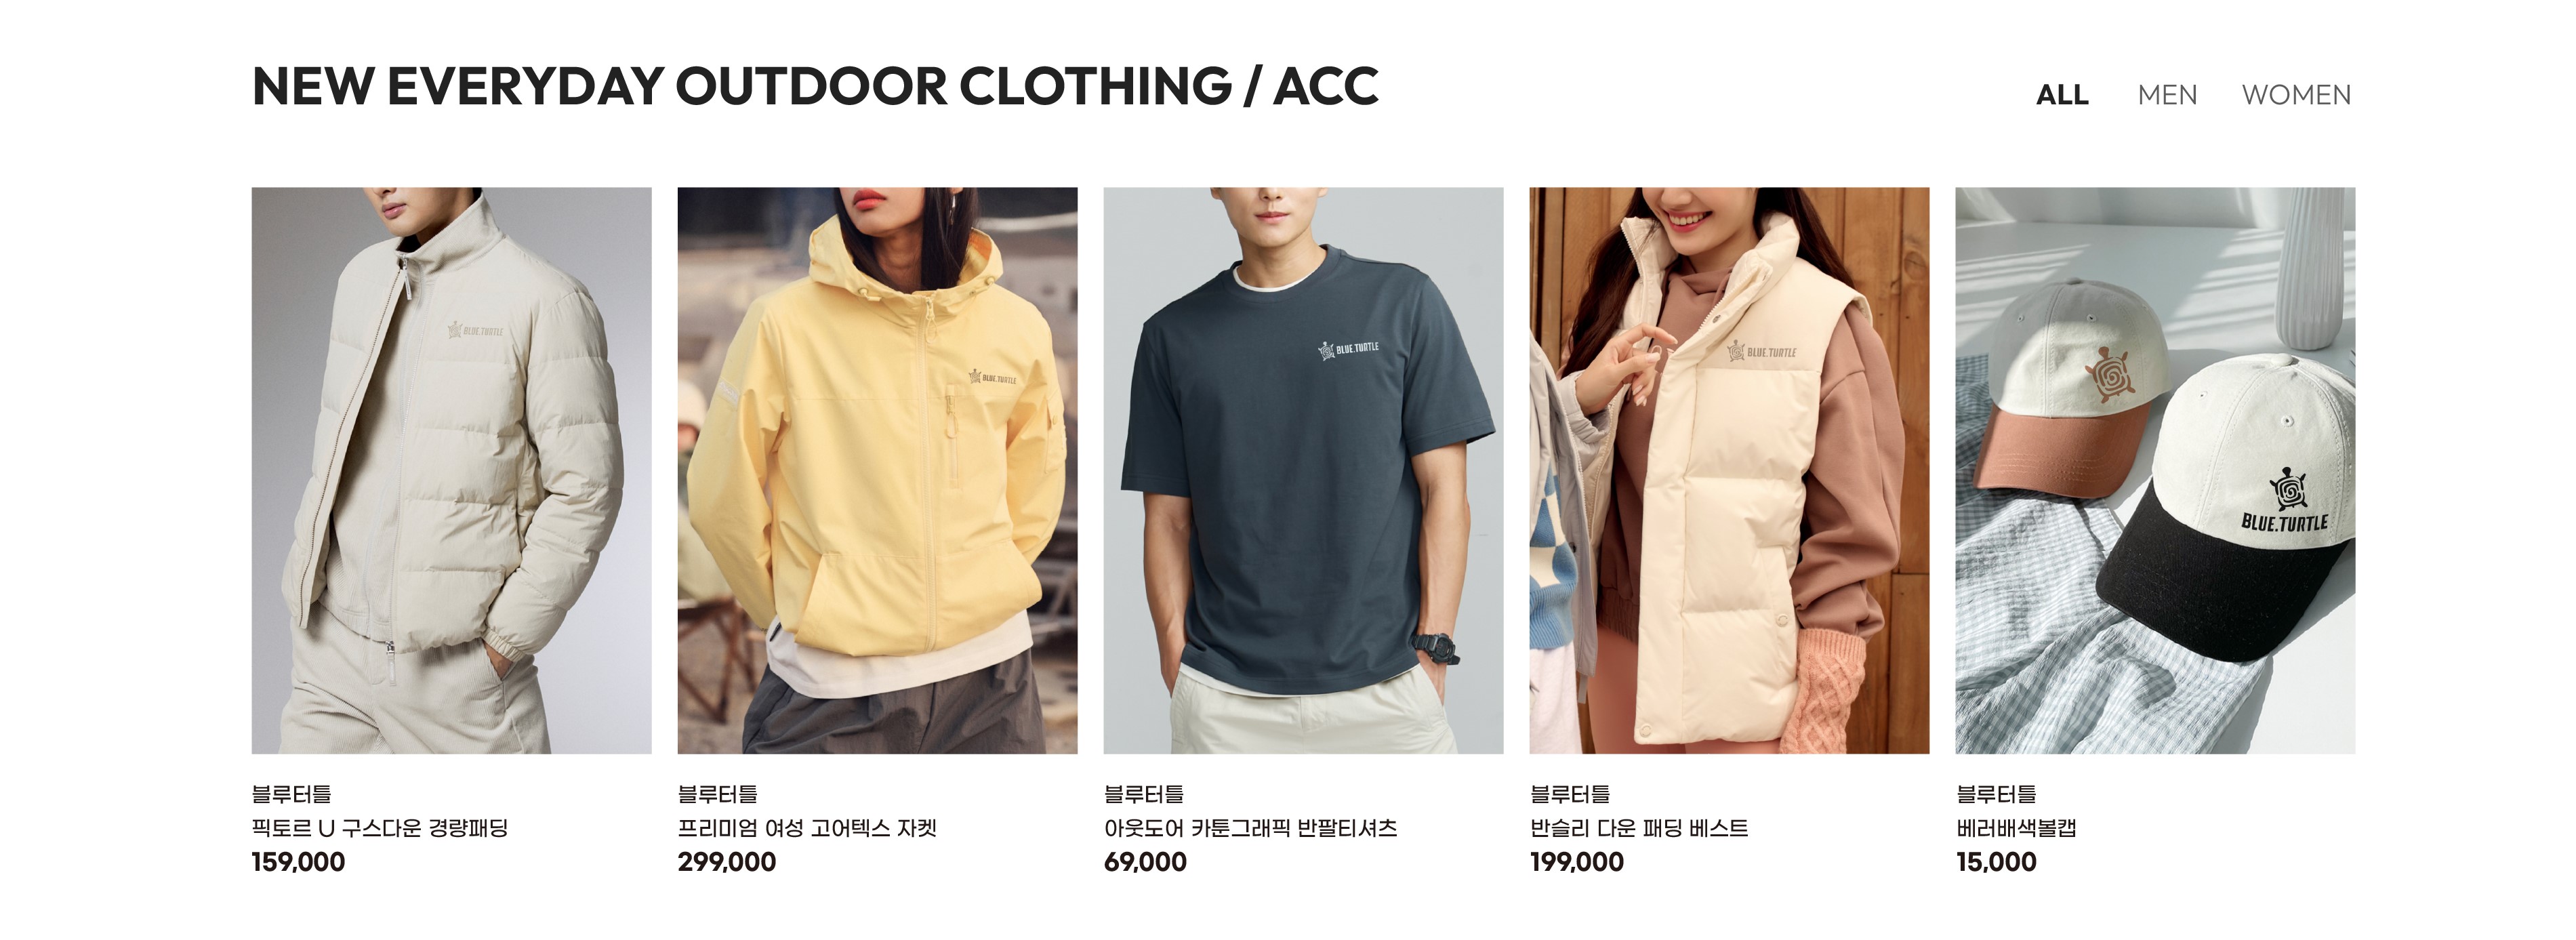 NEW EVERYDAY OUTDOOR CLOTHING / ACC
ALL MEN WOMEN
BLUE.TURTLE
BLUE.TURTLE
BLUE.TURTLE
BLUE.TURTLE
BLUE.TURTLE
블루터틀
픽토르 U 구스다운 경량패딩
159,000
블루터틀
프리미엄 여성 고어텍스 자켓
299,000
블루터틀
아웃도어 카툰그래픽 반팔티셔츠
69,000
블루터틀
반슬리 다운 패딩 베스트
199,000
블루터틀
베러배색볼캡
15,000